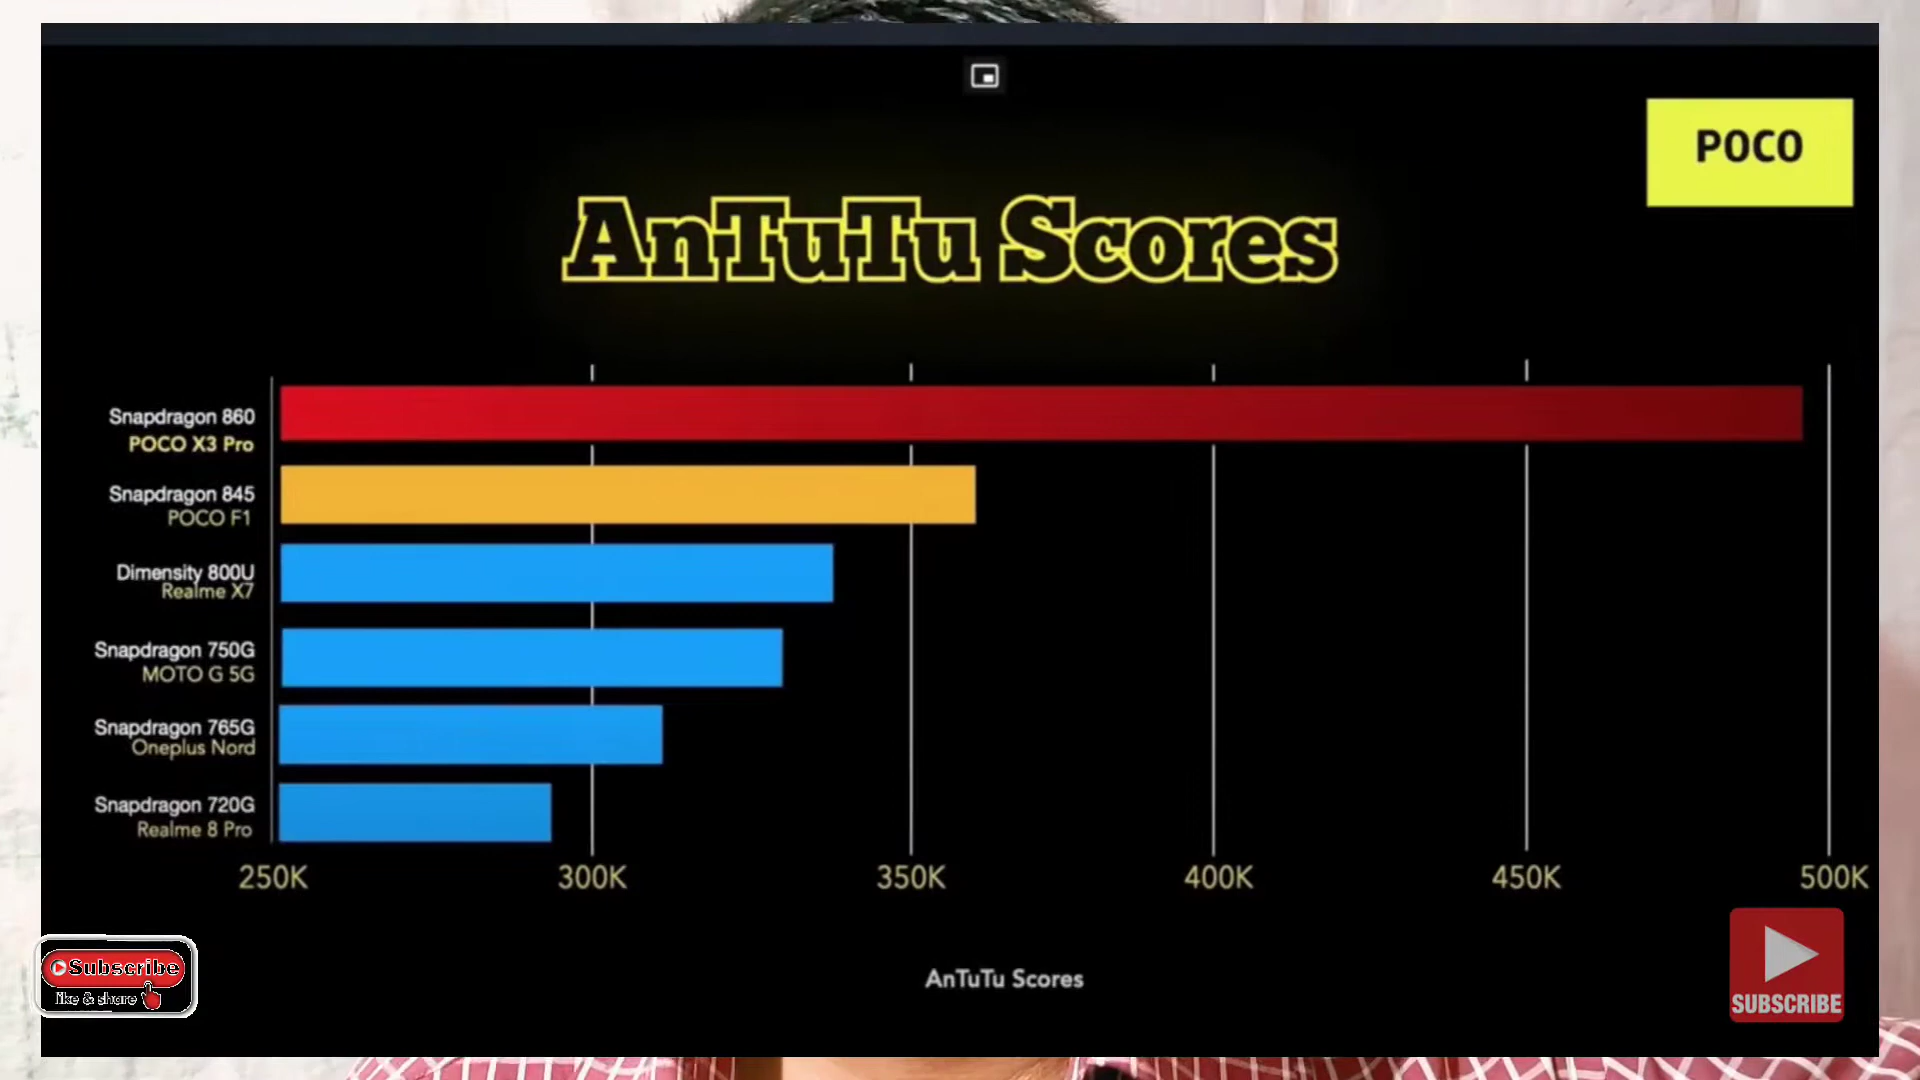 POCO
AnTuTu Scores
Snapdragon 860
POCO X3 Pro
Snapdragon 845
POCO F1
Dimensity 800U
Realme X7
Snapdragon 750G
MOTO G 5G
Snapdragon 765G
Oneplus Nord
Snapdragon 720G
Realme 8 Pro
250K 300K 350K 400K 450K 500K
AnTuTu Scores
Subscribe
like & share
SUBSCRIBE